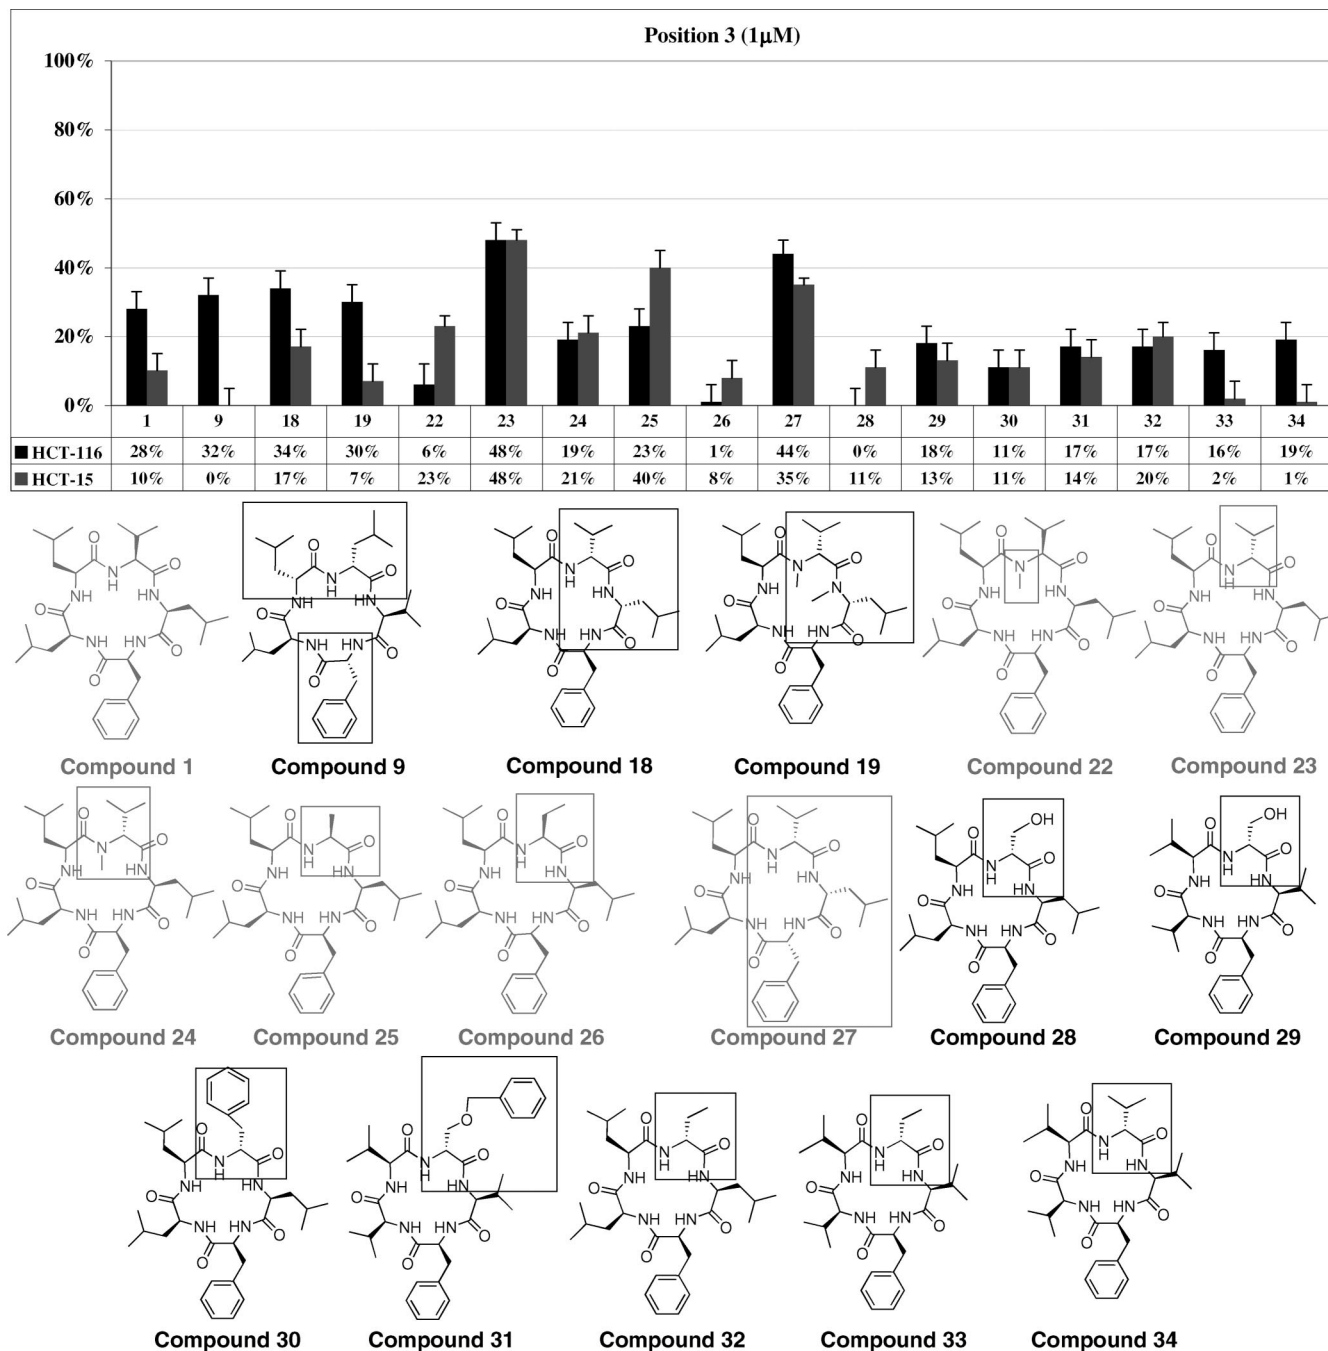 Position 3 (1μM)
100%
80%
60%
40%
20%
0%
1 9 18 19 22 23 24 25 26 27 28 29 30 31 32 33 34
HCT-116 28% 32% 34% 30% 6% 48% 19% 23% 1% 44% 0% 18% 11% 17% 17% 16% 19%
HCT-15 10% 0% 17% 7% 23% 48% 21% 40% 8% 35% 11% 13% 11% 14% 20% 2% 1%
Compound 1 Compound 9 Compound 18 Compound 19 Compound 22 Compound 23
Compound 24 Compound 25 Compound 26 Compound 27 Compound 28 Compound 29
Compound 30 Compound 31 Compound 32 Compound 33 Compound 34